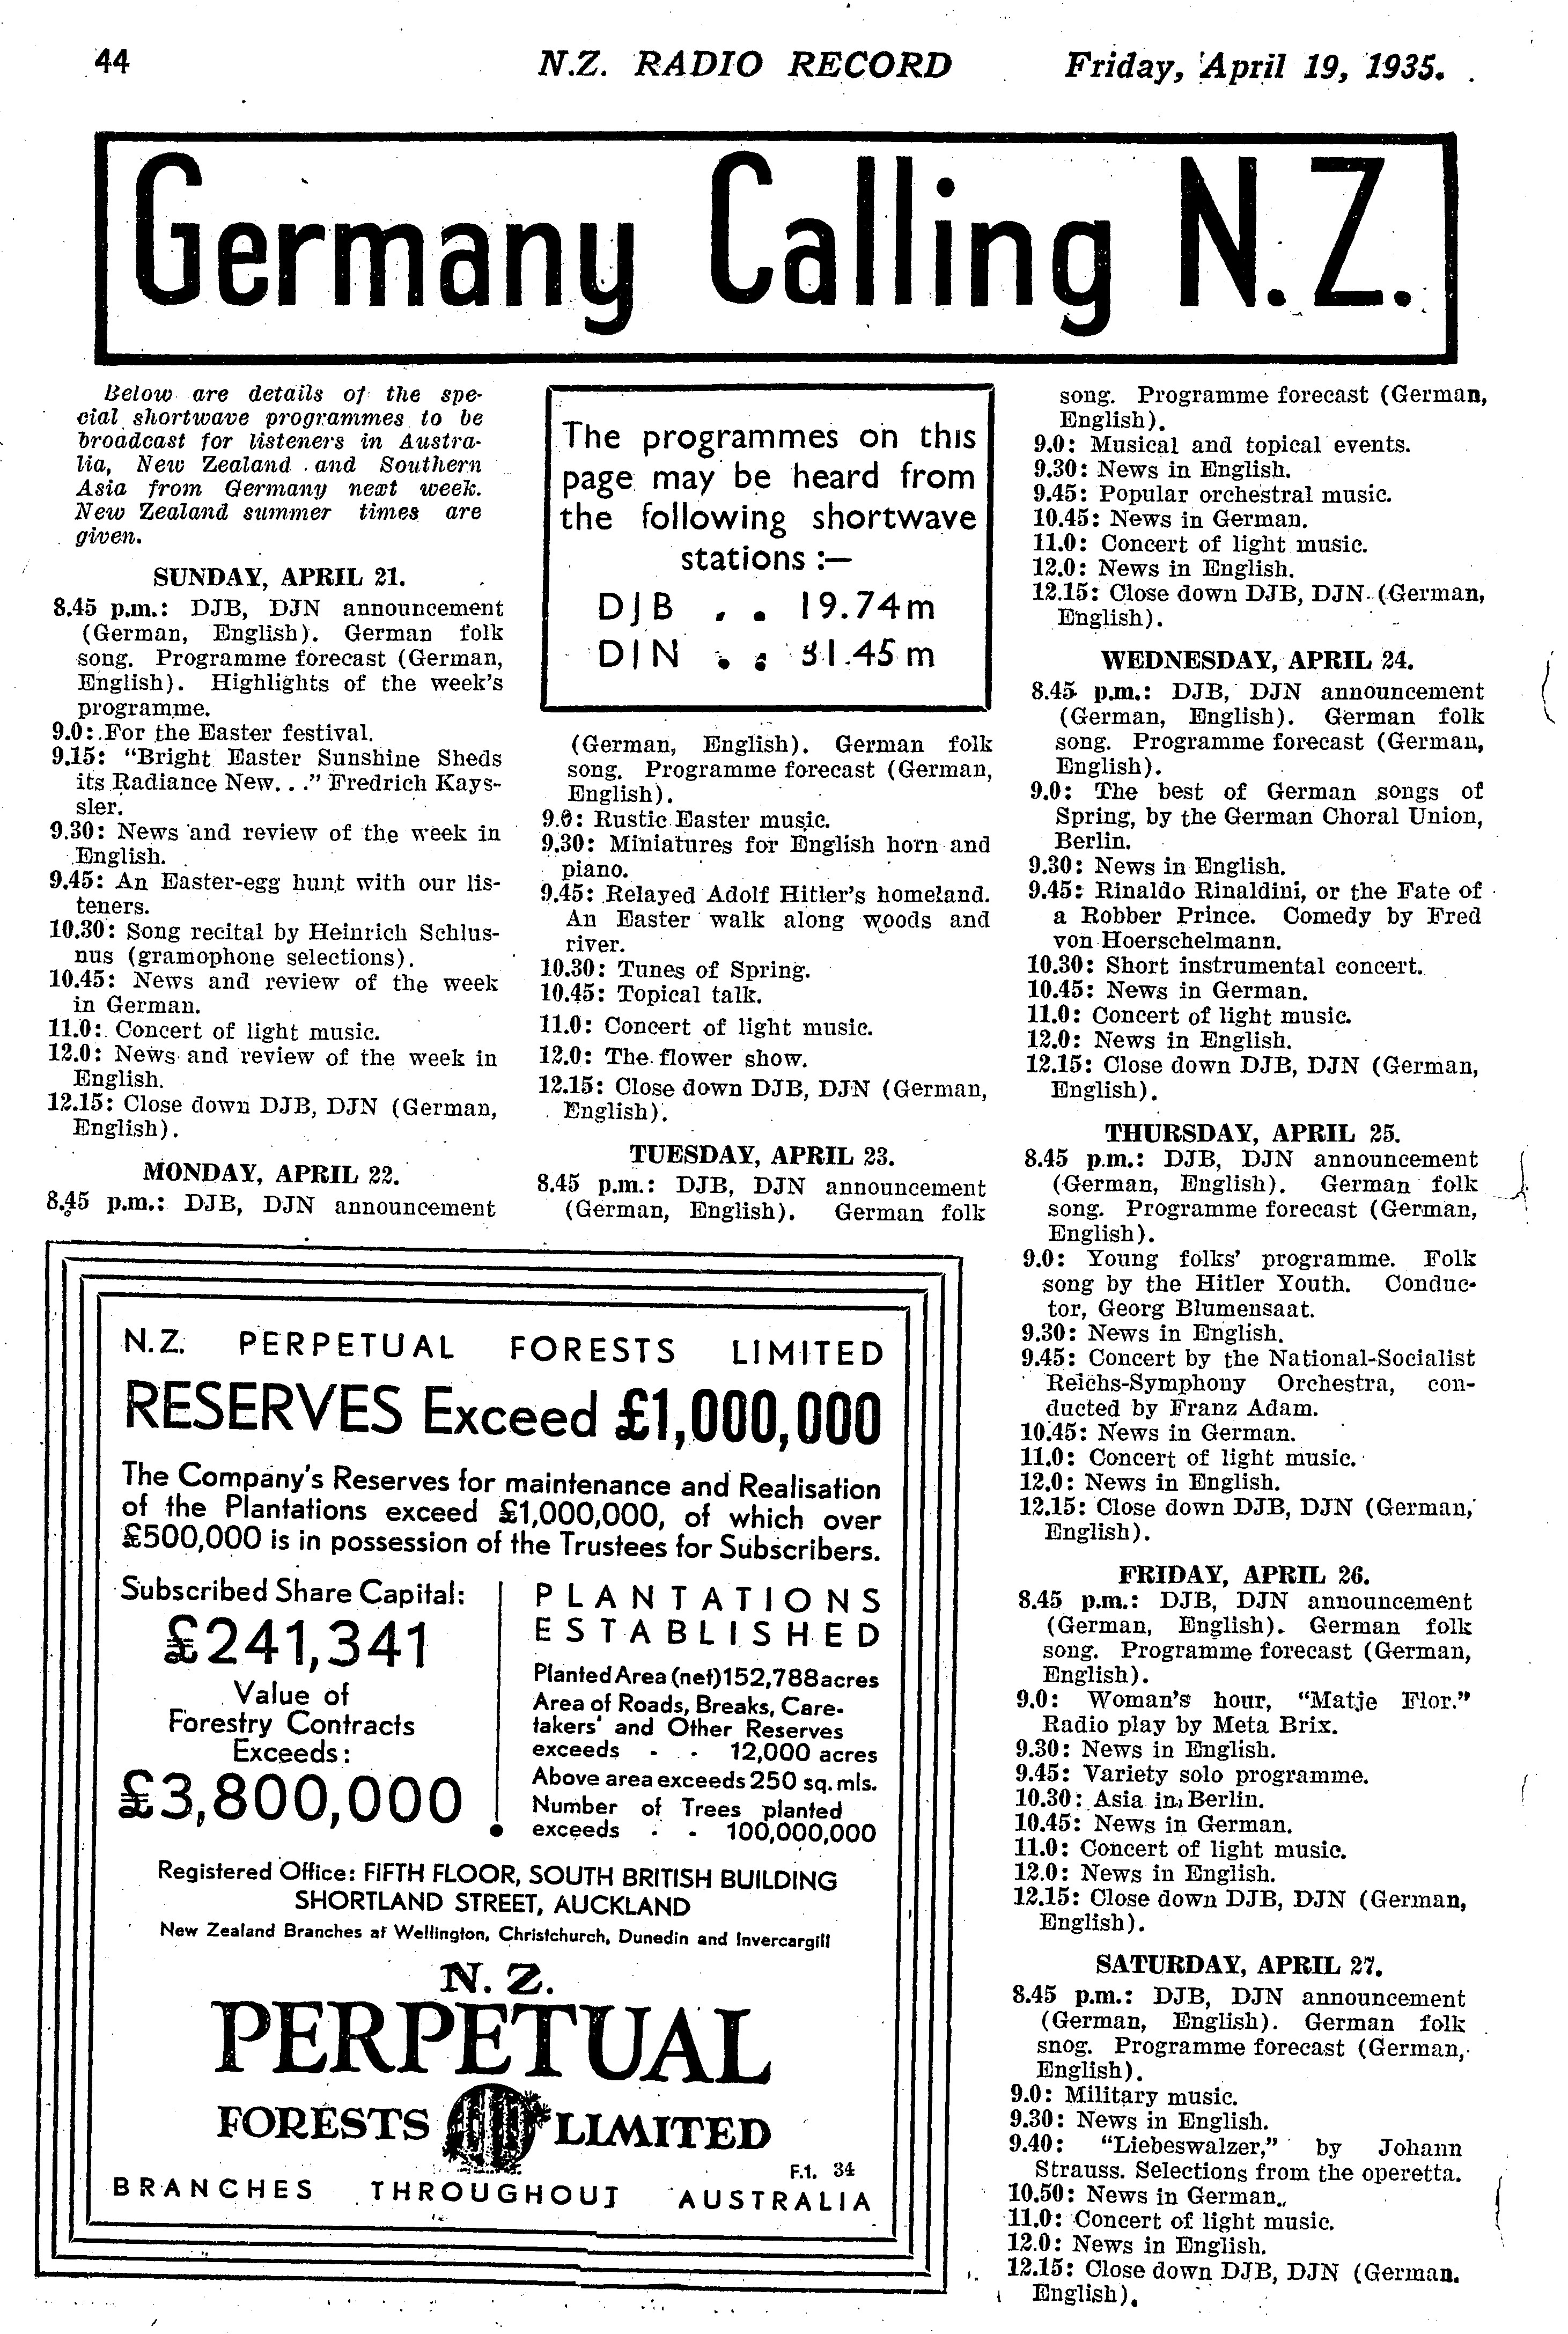 44
N.Z. RADIO RECORD
Friday, April 19, 1935.
Germany Calling N.Z.
Below are details of the spe-
cial shortwave programmes to be
broadcast for listeners in Austra-
lia, New Zealand and Southern
Asia from Germany next week.
New Zealand summer times are
given.
SUNDAY, APRIL 21.
8.45 p.m.: DJB, DJN announcement
(German, English). German folk
song. Programme forecast (German,
English). Highlights of the week's
programme.
9.0: For the Easter festival.
9.15: "Bright Easter Sunshine Sheds
its Radiance New. . ." Fredrich Kays-
sler.
9.30: News and review of the week in
English.
9.45: An Easter-egg hunt with our lis-
teners.
10.30: Song recital by Heinrich Schlus-
nus (gramophone selections).
10.45: News and review of the week
in German.
11.0: Concert of light music.
12.0: News and review of the week in
English.
12.15: Close down DJB, DJN (German,
English).
MONDAY, APRIL 22.
8.45 p.m.: DJB, DJN announcement
The programmes on this
page may be heard from
the following shortwave
stations :—
DJB . . 19.74m
DJN . . 31.45m
(German, English). German folk
song. Programme forecast (German,
English).
9.0: Rustic Easter music.
9.30: Miniatures for English horn and
piano.
9.45: Relayed Adolf Hitler's homeland.
An Easter walk along woods and
river.
10.30: Tunes of Spring.
10.45: Topical talk.
11.0: Concert of light music.
12.0: The flower show.
12.15: Close down DJB, DJN (German,
English).
TUESDAY, APRIL 23.
8.45 p.m.: DJB, DJN announcement
(German, English). German folk
song. Programme forecast (German,
English).
9.0: Musical and topical events.
9.30: News in English.
9.45: Popular orchestral music.
10.45: News in German.
11.0: Concert of light music.
12.0: News in English.
12.15: Close down DJB, DJN (German,
English).
WEDNESDAY, APRIL 24.
8.45 p.m.: DJB, DJN announcement
(German, English). German folk
song. Programme forecast (German,
English).
9.0: The best of German songs of
Spring, by the German Choral Union,
Berlin.
9.30: News in English.
9.45: Rinaldo Rinaldini, or the Fate of
a Robber Prince. Comedy by Fred
von Hoerschelmann.
10.30: Short instrumental concert.
10.45: News in German.
11.0: Concert of light music.
12.0: News in English.
12.15: Close down DJB, DJN (German,
English).
THURSDAY, APRIL 25.
8.45 p.m.: DJB, DJN announcement
(German, English). German folk
song. Programme forecast (German,
English).
9.0: Young folks' programme. Folk
song by the Hitler Youth. Conduc-
tor, Georg Blumensaat.
9.30: News in English.
9.45: Concert by the National-Socialist
Reichs-Symphony Orchestra, con-
ducted by Franz Adam.
10.45: News in German.
11.0: Concert of light music.
12.0: News in English.
12.15: Close down DJB, DJN (German,
English).
FRIDAY, APRIL 26.
8.45 p.m.: DJB, DJN announcement
(German, English). German folk
song. Programme forecast (German,
English).
9.0: Woman's hour, "Matje Flor."
Radio play by Meta Brix.
9.30: News in English.
9.45: Variety solo programme.
10.30: Asia in Berlin.
10.45: News in German.
11.0: Concert of light music.
12.0: News in English.
12.15: Close down DJB, DJN (German,
English).
SATURDAY, APRIL 27.
8.45 p.m.: DJB, DJN announcement
(German, English). German folk
snog. Programme forecast (German,
English).
9.0: Military music.
9.30: News in English.
9.40: "Liebeswalzer," by Johann
Strauss. Selections from the operetta.
10.50: News in German.
11.0: Concert of light music.
12.0: News in English.
12.15: Close down DJB, DJN (German.
English).
N.Z. PERPETUAL FORESTS LIMITED
RESERVES Exceed £1,000,000
The Company's Reserves for maintenance and Realisation
of the Plantations exceed £1,000,000, of which over
£500,000 is in possession of the Trustees for Subscribers.
Subscribed Share Capital:
£241,341
Value of
Forestry Contracts
Exceeds:
£3,800,000
PLANTATIONS
ESTABLISHED
Planted Area (net) 152,788 acres
Area of Roads, Breaks, Care-
takers' and Other Reserves
exceeds - - 12,000 acres
Above area exceeds 250 sq. mls.
Number of Trees planted
exceeds - - 100,000,000
Registered Office: FIFTH FLOOR, SOUTH BRITISH BUILDING
SHORTLAND STREET, AUCKLAND
New Zealand Branches at Wellington, Christchurch, Dunedin and Invercargill
N. Z.
PERPETUAL
FORESTS LIMITED
F.1. 34
BRANCHES THROUGHOUT AUSTRALIA